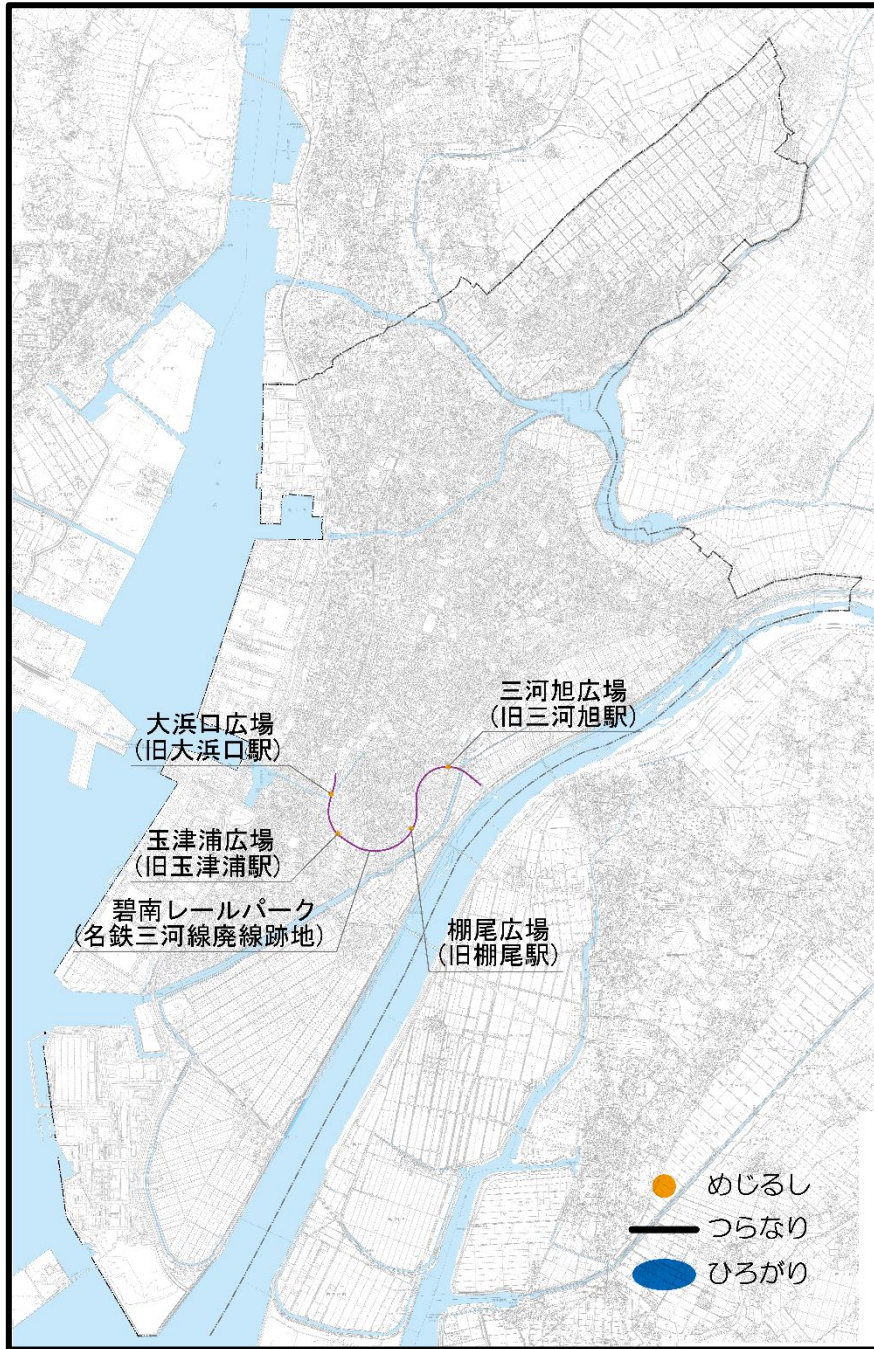 三河旭広場
(旧三河旭駅)
大浜口広場
(旧大浜口駅)
玉津浦広場
(旧玉津浦駅)
碧南レールパーク
(名鉄三河線廃線跡地)
棚尾広場
(旧棚尾駅)
めじるし
つらなり
ひろがり